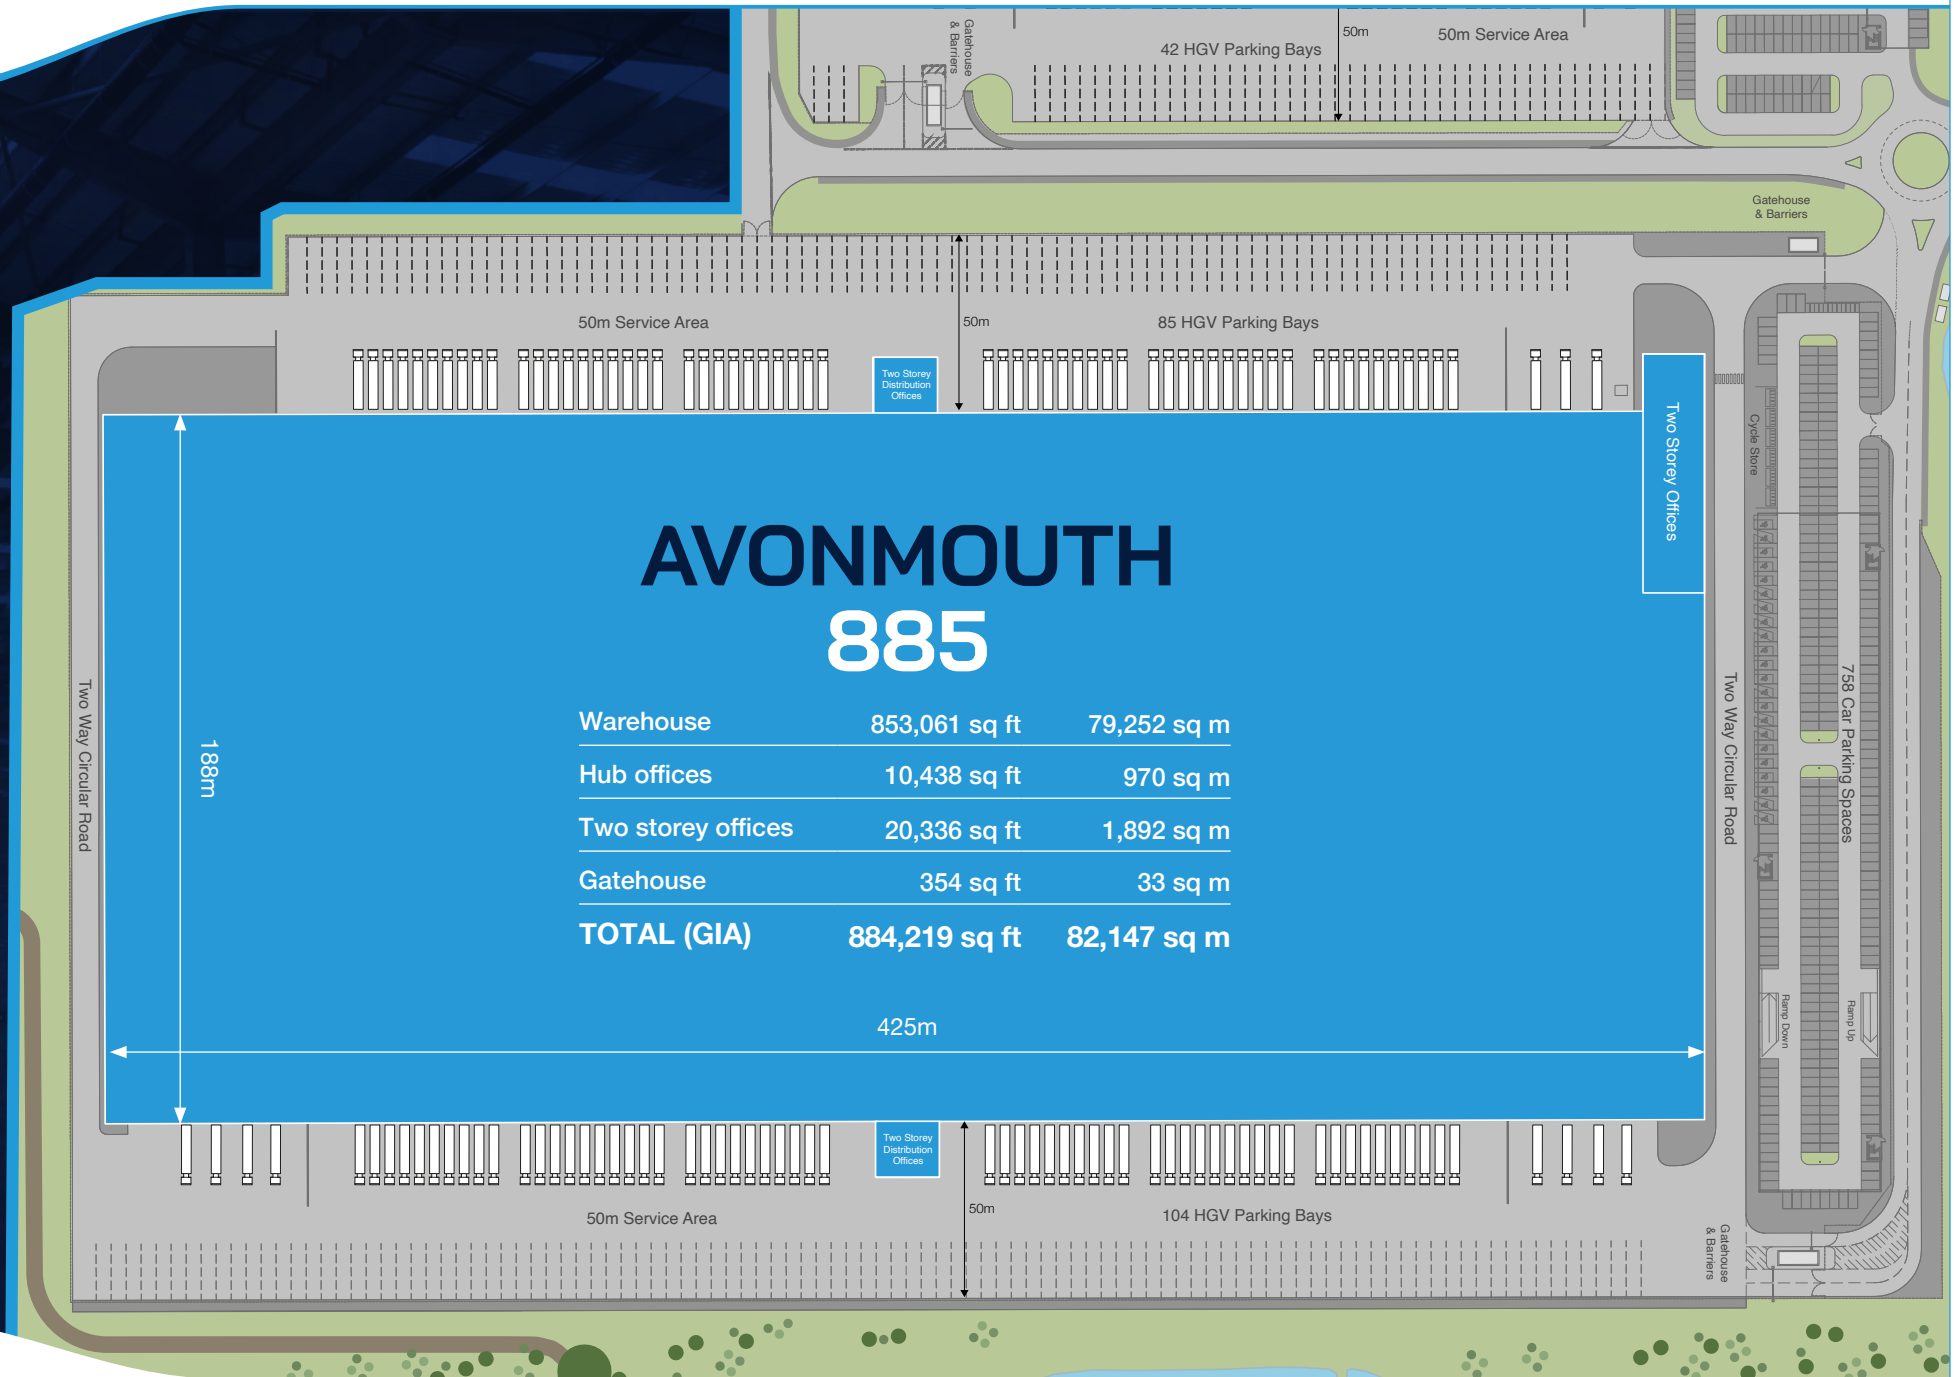 Gatehouse
& Barriers
42 HGV Parking Bays
50m
50m Service Area
Gatehouse
& Barriers
50m Service Area
50m
85 HGV Parking Bays
Two Storey
Distribution
Offices
Two Storey Offices
Cycle Store
AVONMOUTH
885
Warehouse 853,061 sq ft 79,252 sq m
Hub offices 10,438 sq ft 970 sq m
Two storey offices 20,336 sq ft 1,892 sq m
Gatehouse 354 sq ft 33 sq m
TOTAL (GIA) 884,219 sq ft 82,147 sq m
188m
425m
Two Way Circular Road
Two Way Circular Road
758 Car Parking Spaces
Ramp Down
Ramp Up
Two Storey
Distribution
Offices
50m Service Area
50m
104 HGV Parking Bays
Gatehouse
& Barriers